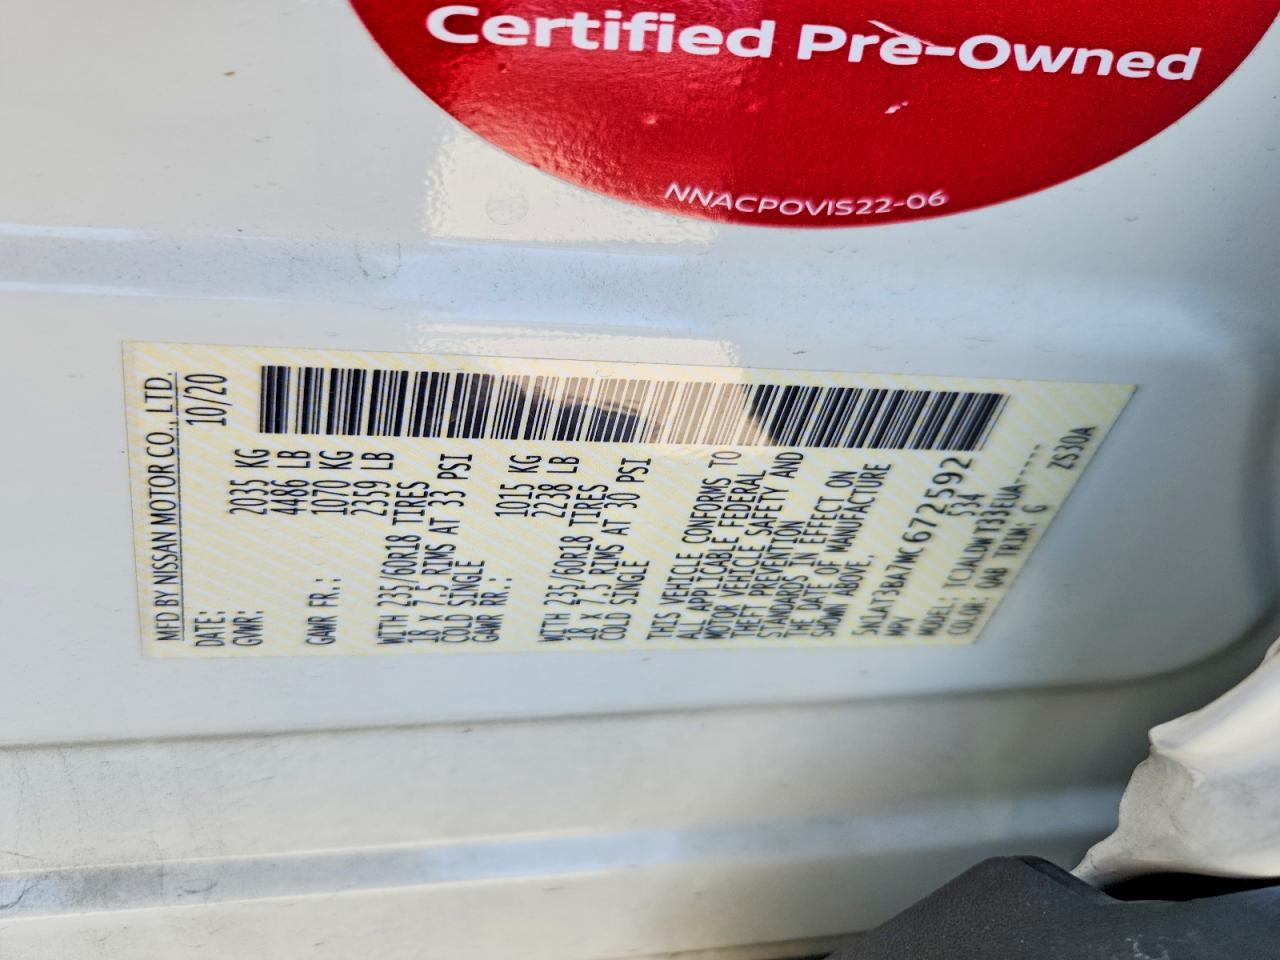 Certified Pre-Owned
NNACPOVIS22-06
MFD BY NISSAN MOTOR CO., LTD.
DATE: 10/20
GVWR: 2035 KG
4486 LB
GAWR FR.: 1070 KG
2359 LB
WITH 235/60R18 TIRES
18 X 7.5 RIMS AT 33 PSI
COLD SINGLE
GAWR RR.: 1015 KG
2238 LB
WITH 235/60R18 TIRES
18 X 7.5 RIMS AT 30 PSI
COLD SINGLE
THIS VEHICLE CONFORMS TO
ALL APPLICABLE FEDERAL
MOTOR VEHICLE SAFETY AND
THEFT PREVENTION
STANDARDS IN EFFECT ON
THE DATE OF MANUFACTURE
SHOWN ABOVE.
5N1AT3BA7MC672592
MPV S34
MODEL:
COLOR: QAB TRIM: G ZS30A